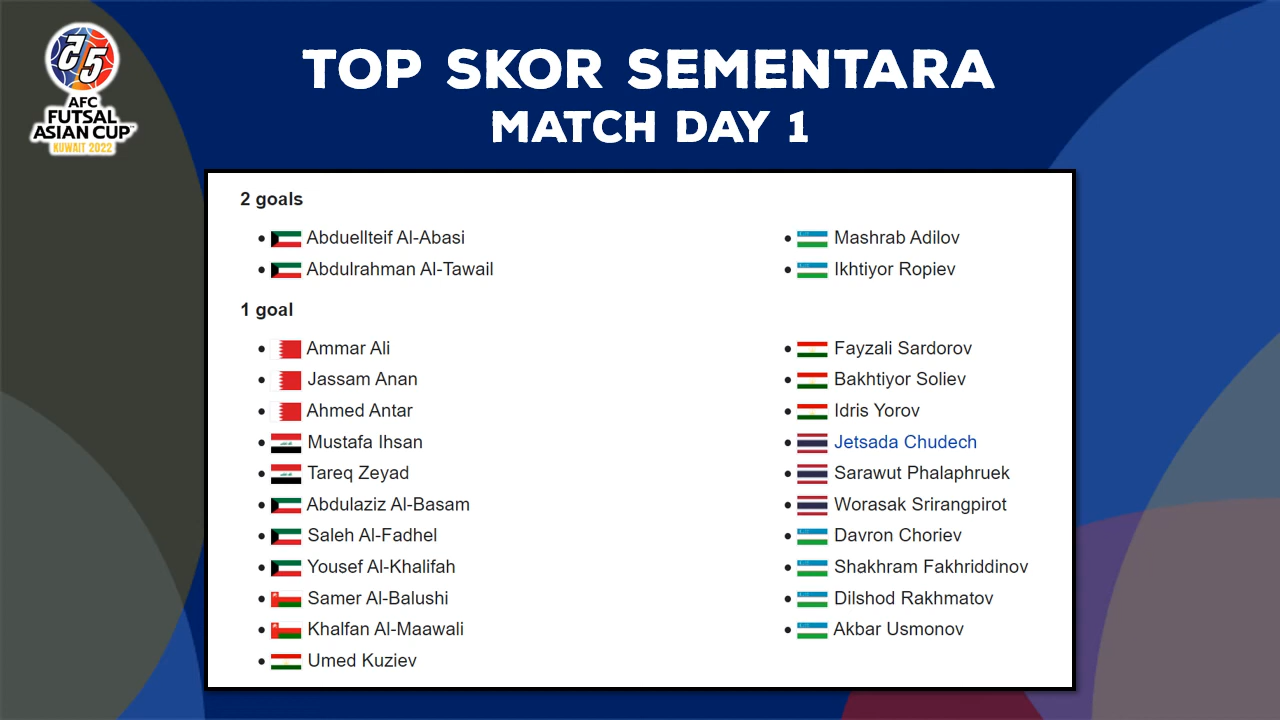 AFC
FUTSAL
ASIAN CUP™
KUWAIT 2022
TOP SKOR SEMENTARA
MATCH DAY 1
2 goals
Abduellteif Al-Abasi
Abdulrahman Al-Tawail
Mashrab Adilov
Ikhtiyor Ropiev
1 goal
Ammar Ali
Jassam Anan
Ahmed Antar
Mustafa Ihsan
Tareq Zeyad
Abdulaziz Al-Basam
Saleh Al-Fadhel
Yousef Al-Khalifah
Samer Al-Balushi
Khalfan Al-Maawali
Umed Kuziev
Fayzali Sardorov
Bakhtiyor Soliev
Idris Yorov
Jetsada Chudech
Sarawut Phalaphruek
Worasak Srirangpirot
Davron Choriev
Shakhram Fakhriddinov
Dilshod Rakhmatov
Akbar Usmonov